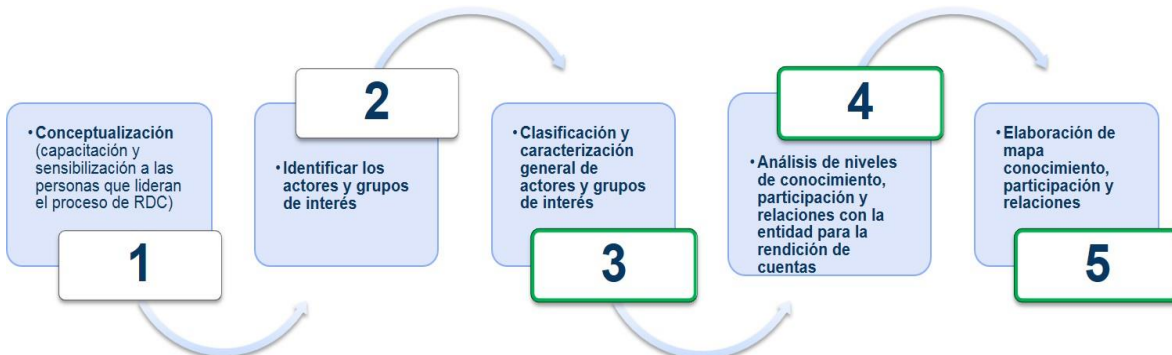 • Conceptualización
(capacitación y
sensibilización a las
personas que lideran
el proceso de RDC)
1
2
• Identificar los
actores y grupos
de interés
• Clasificación y
caracterización
general de
actores y grupos
de interés
3
4
• Análisis de niveles
de conocimiento,
participación y
relaciones con la
entidad para la
rendición de
cuentas
• Elaboración de
mapa
conocimiento,
participación y
relaciones
5